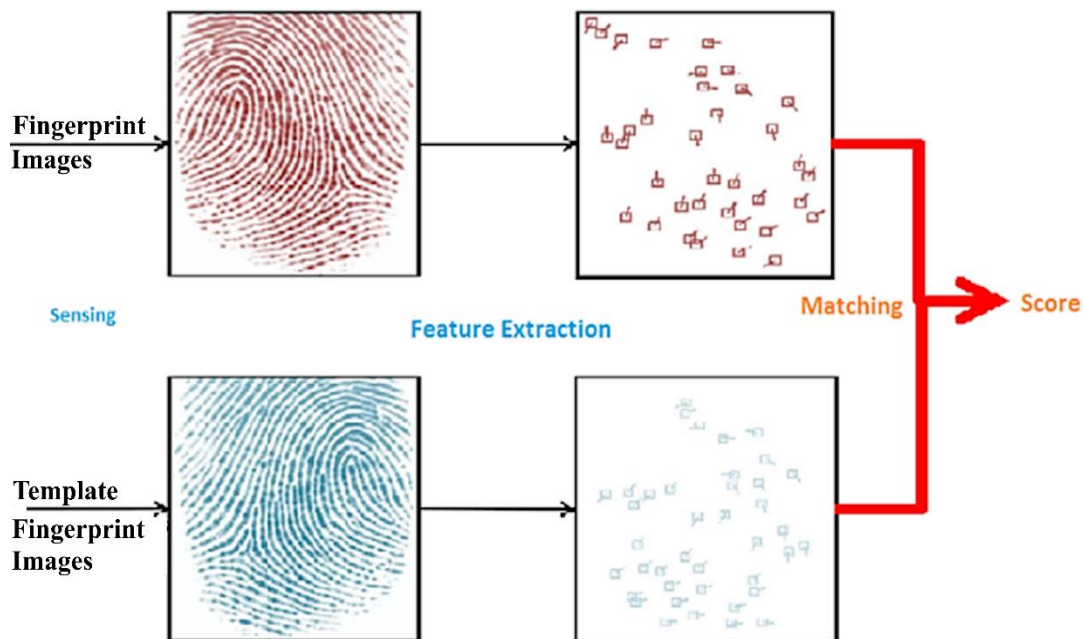 Fingerprint
Images
Sensing
Feature Extraction
Matching
Score
Template
Fingerprint
Images